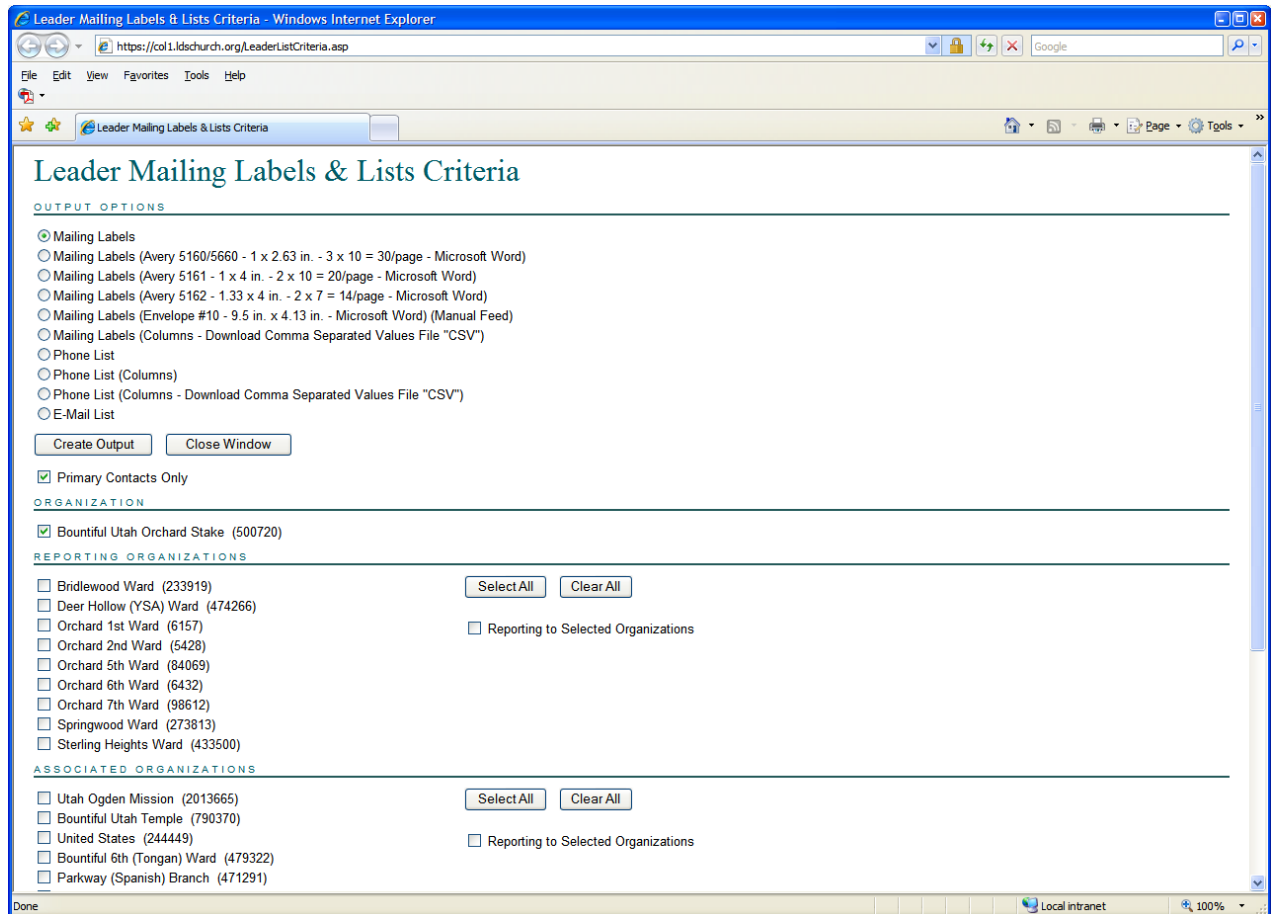 Leader Mailing Labels & Lists Criteria - Windows Internet Explorer
https://col1.ldschurch.org/LeaderListCriteria.asp
Google
File Edit View Favorites Tools Help
Leader Mailing Labels & Lists Criteria
Page
Tools
»
Leader Mailing Labels & Lists Criteria
OUTPUT OPTIONS
Mailing Labels
Mailing Labels (Avery 5160/5660 - 1 x 2.63 in. - 3 x 10 = 30/page - Microsoft Word)
Mailing Labels (Avery 5161 - 1 x 4 in. - 2 x 10 = 20/page - Microsoft Word)
Mailing Labels (Avery 5162 - 1.33 x 4 in. - 2 x 7 = 14/page - Microsoft Word)
Mailing Labels (Envelope #10 - 9.5 in. x 4.13 in. - Microsoft Word) (Manual Feed)
Mailing Labels (Columns - Download Comma Separated Values File "CSV")
Phone List
Phone List (Columns)
Phone List (Columns - Download Comma Separated Values File "CSV")
E-Mail List
Create Output Close Window
Primary Contacts Only
ORGANIZATION
Bountiful Utah Orchard Stake (500720)
REPORTING ORGANIZATIONS
Bridlewood Ward (233919) Select All Clear All
Deer Hollow (YSA) Ward (474266)
Orchard 1st Ward (6157) Reporting to Selected Organizations
Orchard 2nd Ward (5428)
Orchard 5th Ward (84069)
Orchard 6th Ward (6432)
Orchard 7th Ward (98612)
Springwood Ward (273813)
Sterling Heights Ward (433500)
ASSOCIATED ORGANIZATIONS
Utah Ogden Mission (2013665) Select All Clear All
Bountiful Utah Temple (790370)
United States (244449) Reporting to Selected Organizations
Bountiful 6th (Tongan) Ward (479322)
Parkway (Spanish) Branch (471291)
Done Local intranet 100%